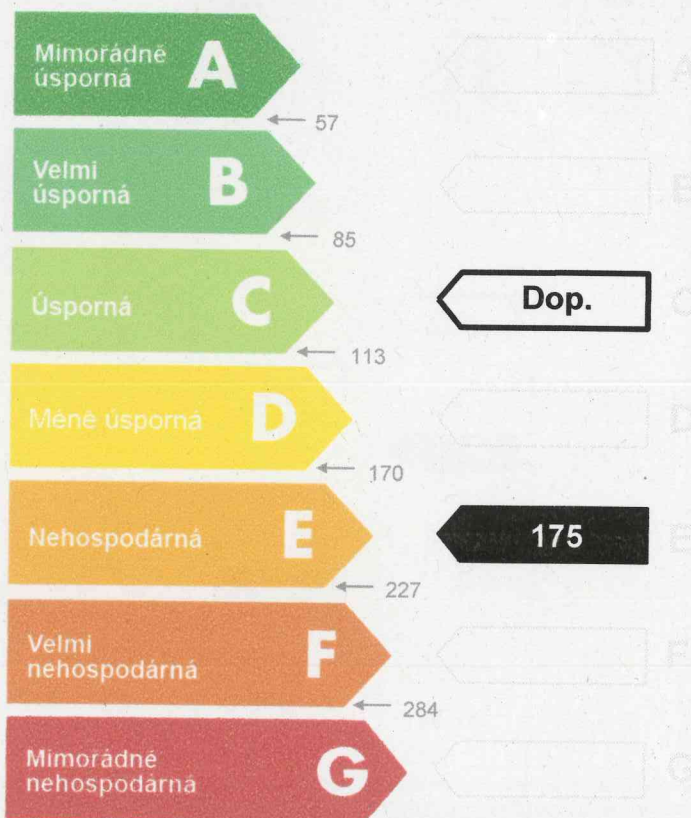 Mimořádně
úsporná
A
57
Velmi
úsporná
B
85
Úsporná
C
Dop.
113
Méně úsporná
D
170
Nehospodárná
E
175
227
Velmi
nehospodárná
F
284
Mimořádně
nehospodárná
G
A
B
C
D
E
F
G